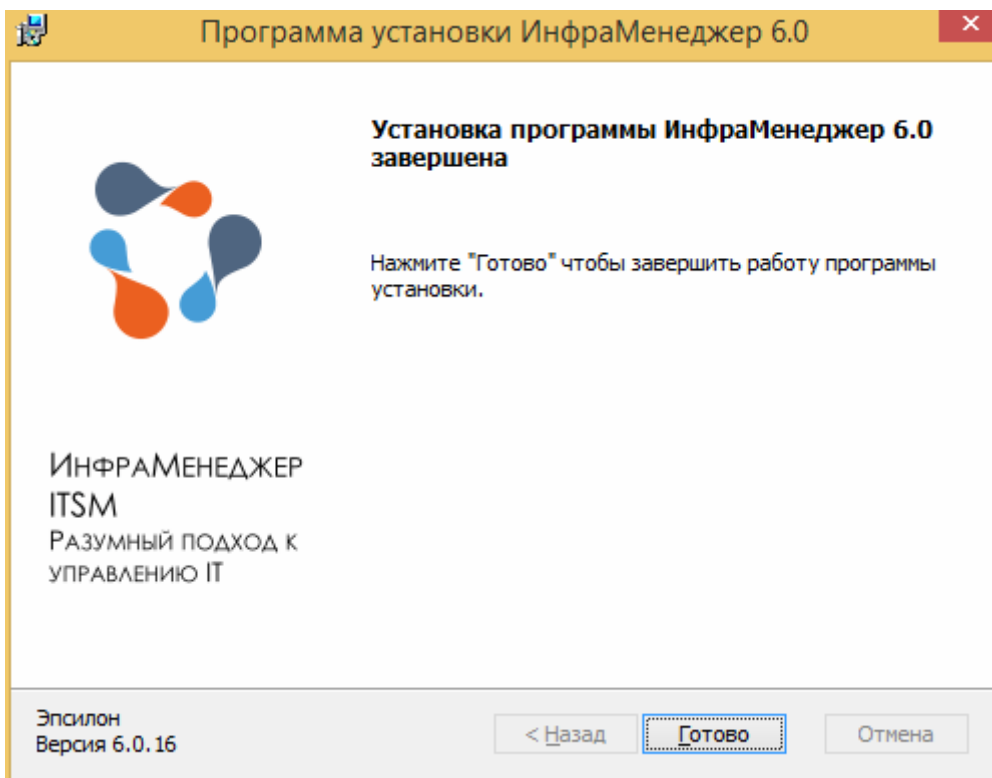 Программа установки ИнфраМенеджер 6.0
Установка программы ИнфраМенеджер 6.0
завершена
Нажмите "Готово" чтобы завершить работу программы
установки.
ИнфраМенеджер
ITSM
Разумный подход к
управлению IT
Эпсилон
Версия 6.0.16
< Назад
Готово
Отмена